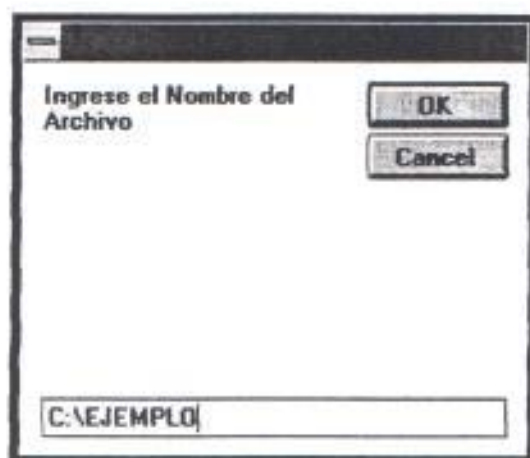 Ingrese el Nombre del
Archivo
OK
Cancel
C:\EJEMPLO